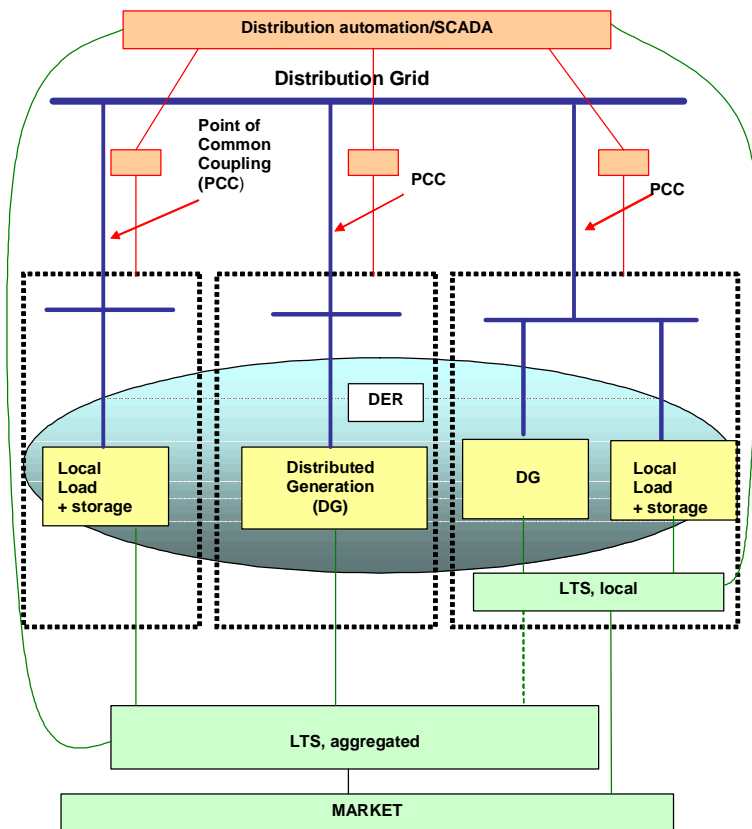 Distribution automation/SCADA
Distribution Grid
Point of
Common
Coupling
(PCC)
PCC
PCC
DER
Local
Load
+ storage
Distributed
Generation
(DG)
DG
Local
Load
+ storage
LTS, local
LTS, aggregated
MARKET